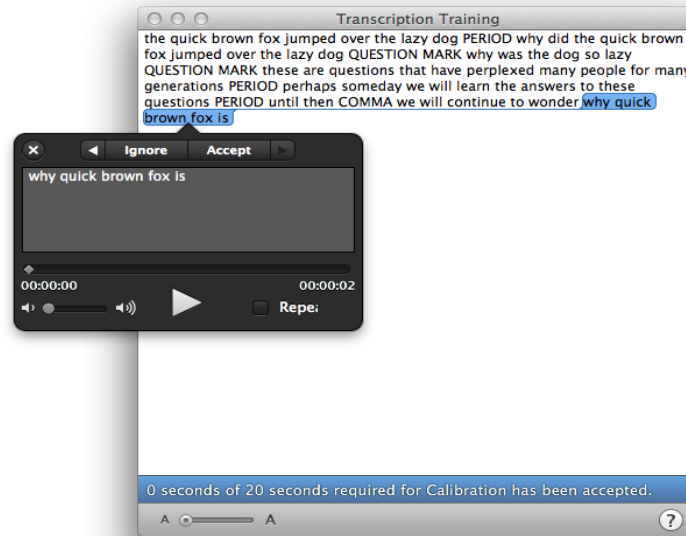 Transcription Training
the quick brown fox jumped over the lazy dog PERIOD why did the quick brown
fox jumped over the lazy dog QUESTION MARK why was the dog so lazy
QUESTION MARK these are questions that have perplexed many people for many
generations PERIOD perhaps someday we will learn the answers to these
questions PERIOD until then COMMA we will continue to wonder why quick
brown fox is
Ignore Accept
why quick brown fox is
00:00:00 00:00:02
Repea
0 seconds of 20 seconds required for Calibration has been accepted.
A A ?